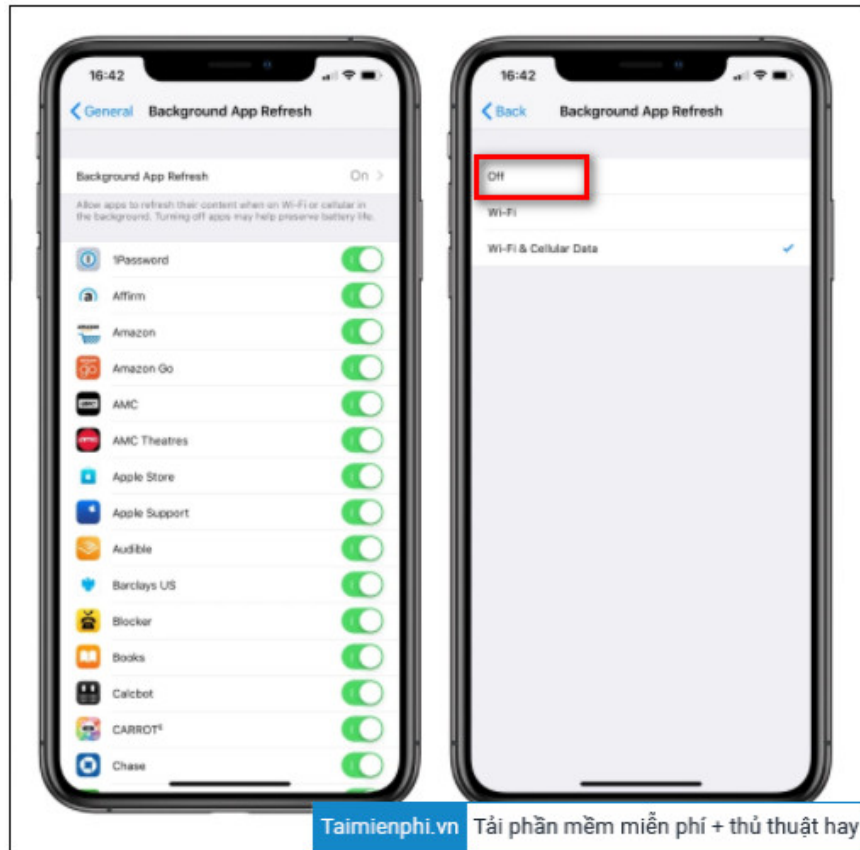 16:42
General Background App Refresh
Background App Refresh On
Allow apps to refresh their content when on Wi-Fi or cellular in
the background. Turning off apps may help preserve battery life.
1Password
Affirm
Amazon
Amazon Go
AMC
AMC Theatres
Apple Store
Apple Support
Audible
Barclays US
Blocker
Books
Calcbot
CARROT⁵
Chase
16:42
Back Background App Refresh
Off
Wi-Fi
Wi-Fi & Cellular Data
Taimienphi.vn Tải phần mềm miễn phí + thủ thuật hay